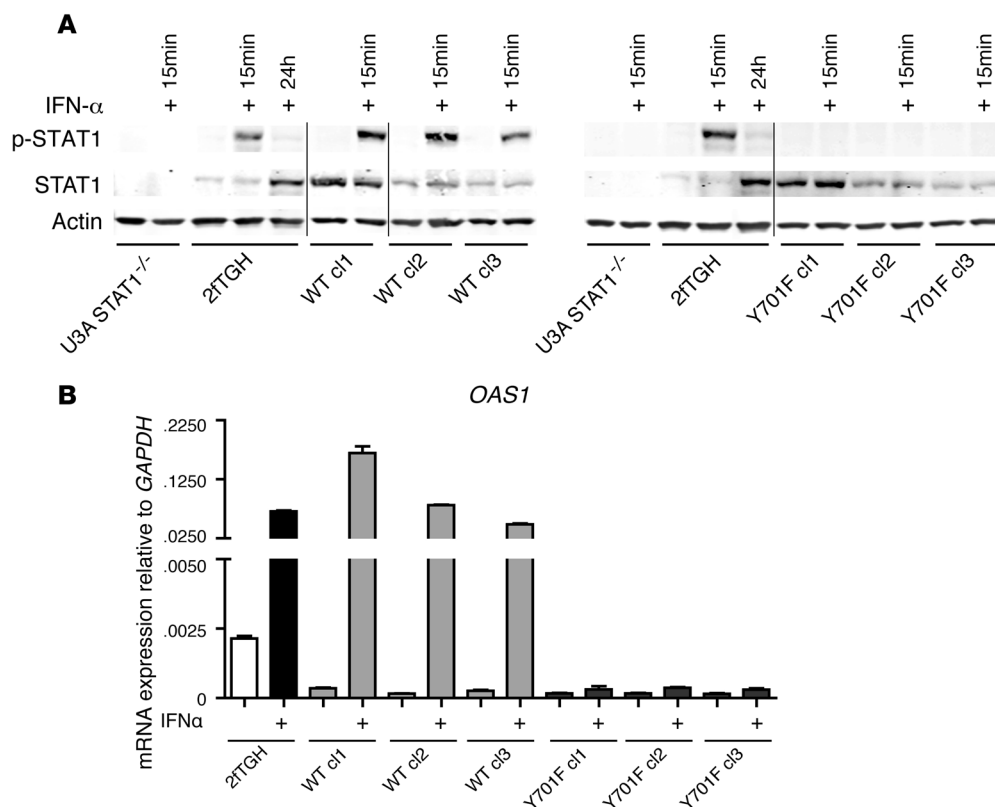 A
15min 15min 24h 15min 15min 15min 15min 15min 24h 15min 15min 15min
IFN-α + + + + + + + + + + + +
p-STAT1
STAT1
Actin
U3A STAT1-/- 2fTGH WT cl1 WT cl2 WT cl3 U3A STAT1-/- 2fTGH Y701F cl1 Y701F cl2 Y701F cl3
B
OAS1
mRNA expression relative to GAPDH
.2250
.1250
.0250
.0050
.0025
0
IFNα + + + + + + +
2fTGH WT cl1 WT cl2 WT cl3 Y701F cl1 Y701F cl2 Y701F cl3